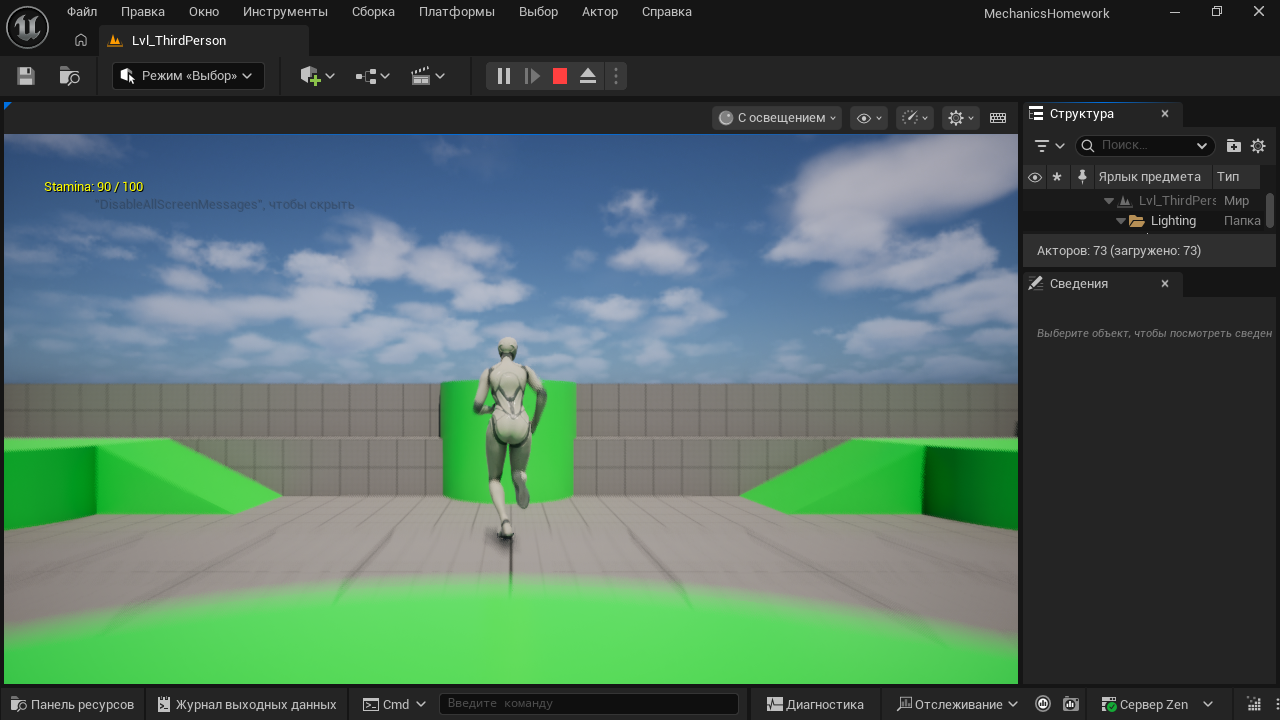 Файл Правка Окно Инструменты Сборка Платформы Выбор Актор Справка MechanicsHomework
Lvl_ThirdPerson
Режим «Выбор»
С освещением
Структура
Поиск...
Ярлык предмета Тип
Lvl_ThirdPers Мир
Lighting Папка
Акторов: 73 (загружено: 73)
Сведения
Выберите объект, чтобы посмотреть сведен
Stamina: 90 / 100
"DisableAllScreenMessages", чтобы скрыть
Панель ресурсов Журнал выходных данных Cmd Введите команду Диагностика Отслеживание Сервер Zen